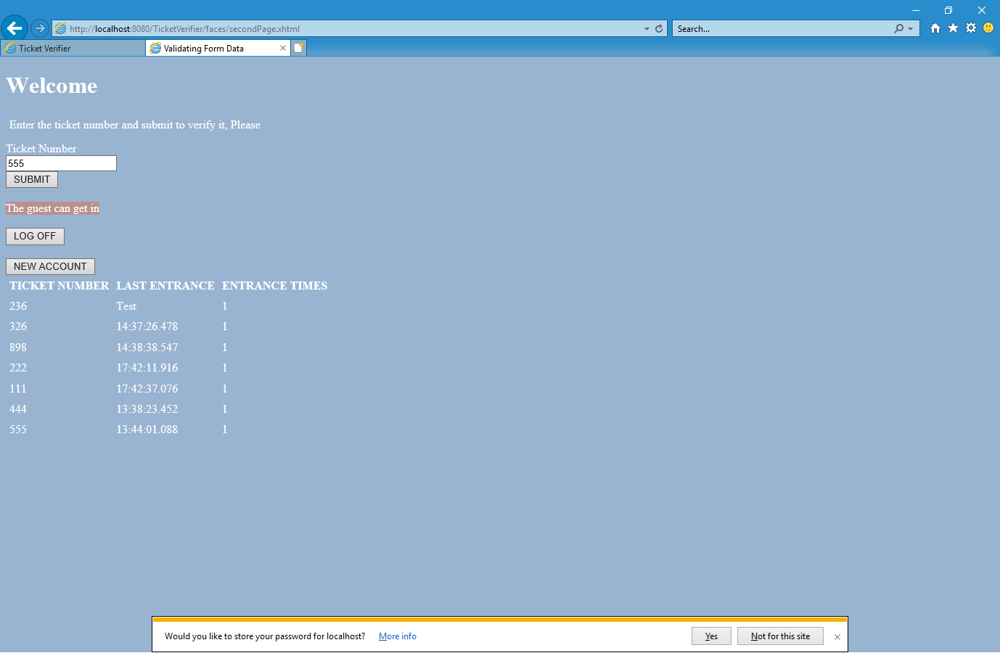 http://localhost:8080/TicketVerifier/faces/secondPage.xhtml
Search...
Ticket Verifier
Validating Form Data
Welcome
Enter the ticket number and submit to verify it, Please
Ticket Number
555
SUBMIT
The guest can get in
LOG OFF
NEW ACCOUNT
TICKET NUMBER LAST ENTRANCE ENTRANCE TIMES
236 Test 1
326 14:37:26.478 1
898 14:38:38.547 1
222 17:42:11.916 1
111 17:42:37.076 1
444 13:38:23.452 1
555 13:44:01.088 1
Would you like to store your password for localhost? More info Yes Not for this site